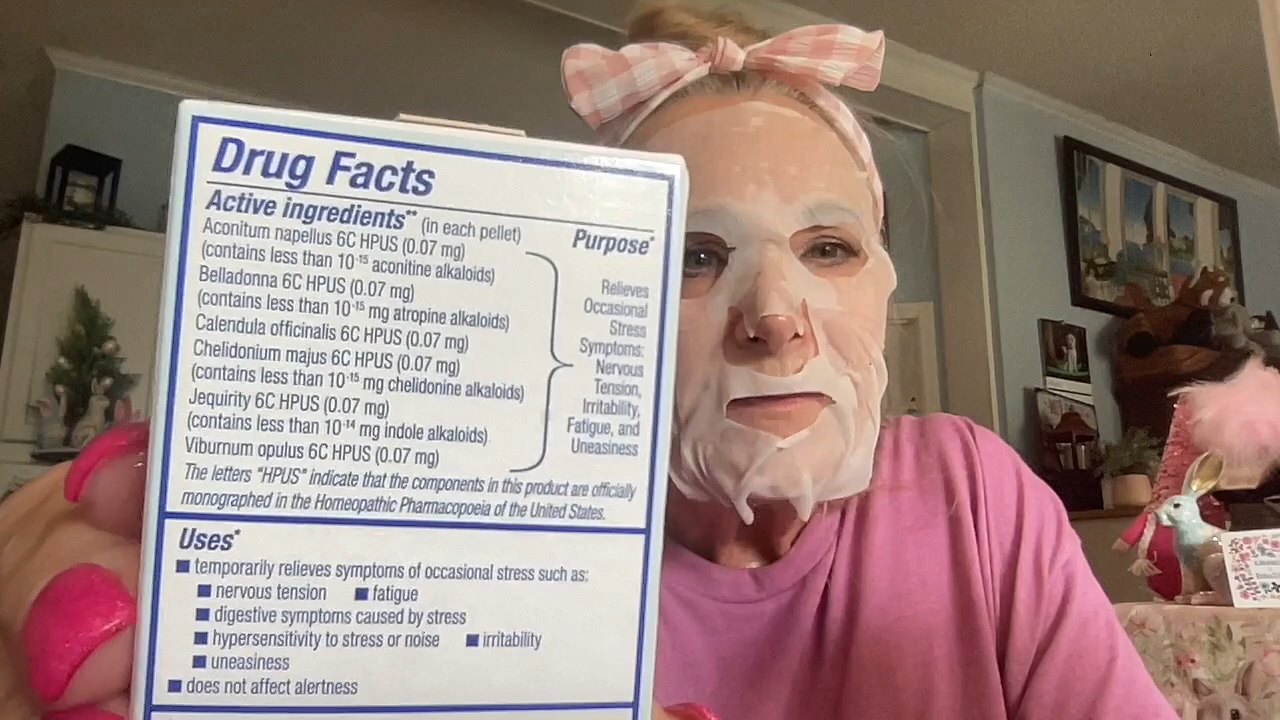 Drug Facts
Active ingredients** (in each pellet)
Purpose*
Aconitum napellus 6C HPUS (0.07 mg)
(contains less than 10-15 aconitine alkaloids)
Belladonna 6C HPUS (0.07 mg)
(contains less than 10-15 mg atropine alkaloids)
Calendula officinalis 6C HPUS (0.07 mg)
Chelidonium majus 6C HPUS (0.07 mg)
(contains less than 10-15 mg chelidonine alkaloids)
Jequirity 6C HPUS (0.07 mg)
(contains less than 10-14 mg indole alkaloids)
Viburnum opulus 6C HPUS (0.07 mg)
Relieves
Occasional
Stress
Symptoms:
Nervous
Tension,
Irritability,
Fatigue, and
Uneasiness
The letters "HPUS" indicate that the components in this product are officially
monographed in the Homeopathic Pharmacopoeia of the United States.
Uses*
temporarily relieves symptoms of occasional stress such as:
nervous tension fatigue
digestive symptoms caused by stress
hypersensitivity to stress or noise irritability
uneasiness
does not affect alertness